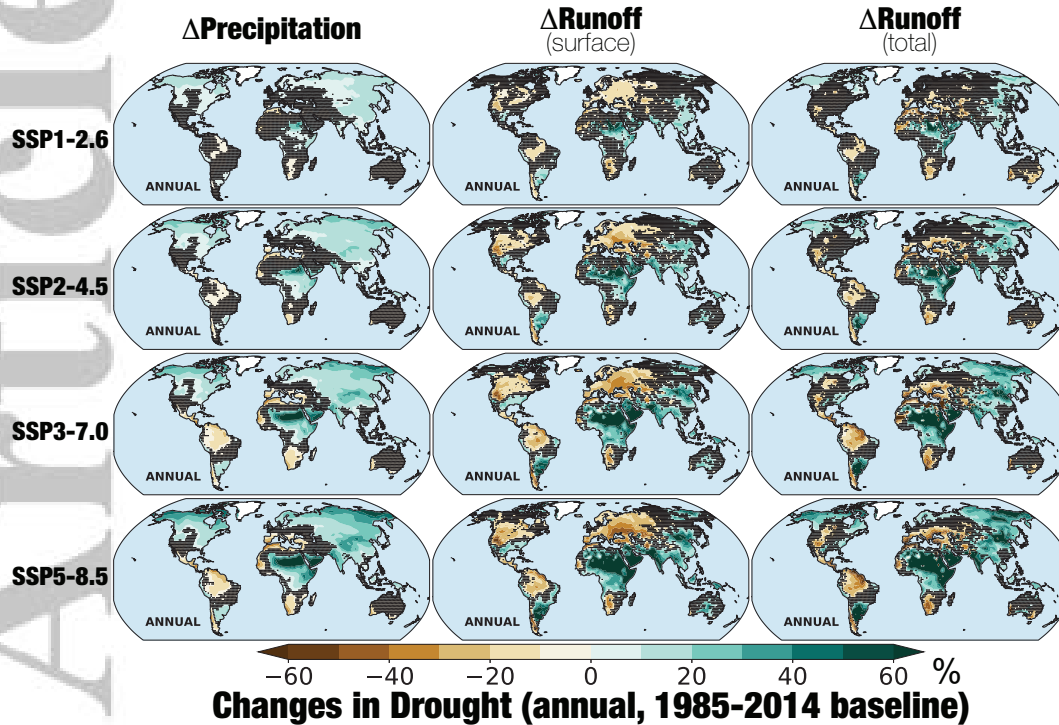 Article
ΔPrecipitation ΔRunoff ΔRunoff
(surface) (total)
SSP1-2.6
ANNUAL ANNUAL ANNUAL
SSP2-4.5
ANNUAL ANNUAL ANNUAL
SSP3-7.0
ANNUAL ANNUAL ANNUAL
SSP5-8.5
ANNUAL ANNUAL ANNUAL
−60 −40 −20 0 20 40 60 %
Changes in Drought (annual, 1985-2014 baseline)